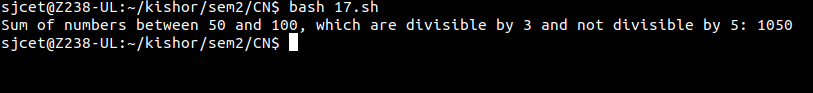 sjcet@Z238-UL:~/kishor/sem2/CN$ bash 17.sh
Sum of numbers between 50 and 100, which are divisible by 3 and not divisible by 5: 1050
sjcet@Z238-UL:~/kishor/sem2/CN$